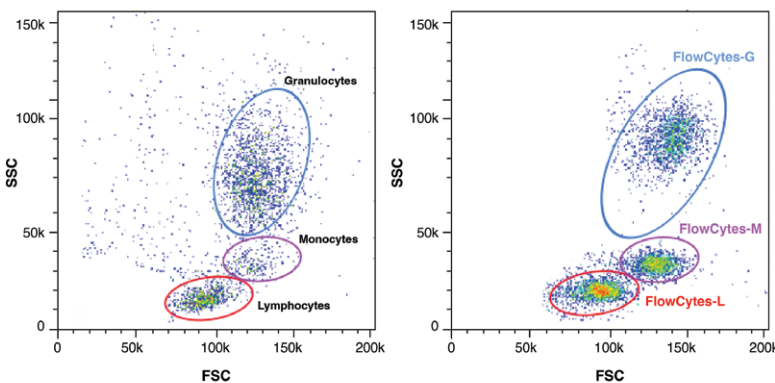 150k
100k
50k
0
SSC
0
50k
100k
150k
200k
FSC
Granulocytes
Monocytes
Lymphocytes
150k
100k
50k
0
SSC
0
50k
100k
150k
200k
FSC
FlowCytes-G
FlowCytes-M
FlowCytes-L